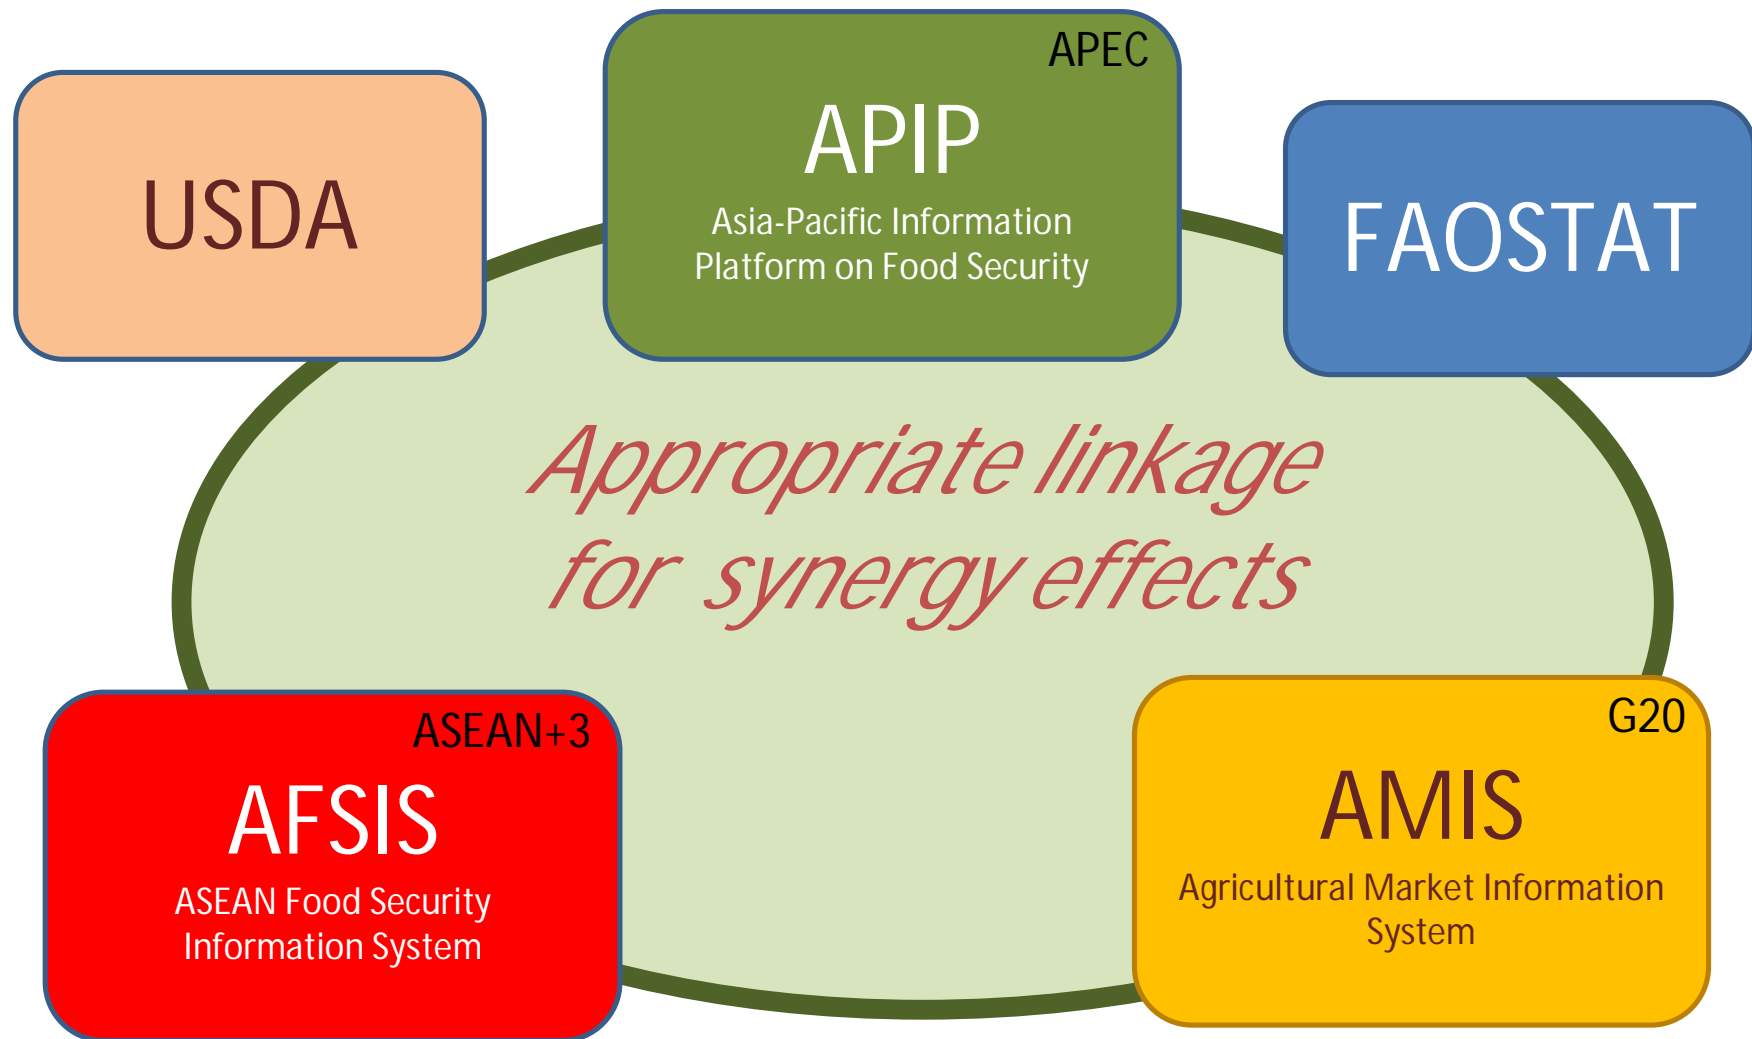 USDA
APEC
APIP
Asia-Pacific Information
Platform on Food Security
FAOSTAT
Appropriate linkage
for synergy effects
ASEAN+3
AFSIS
ASEAN Food Security
Information System
G20
AMIS
Agricultural Market Information
System